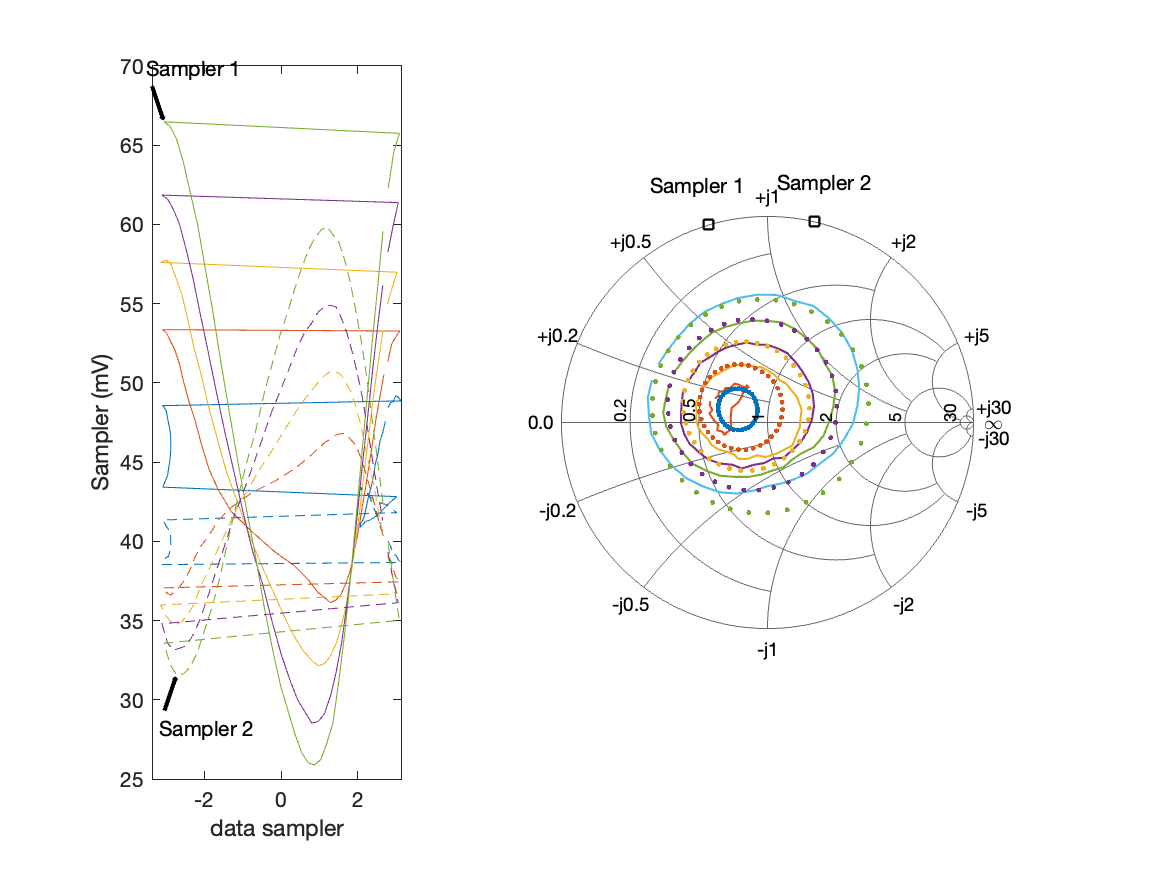 Sampler 1
70
65
60
55
50
45
40
35
30
25
Sampler (mV)
Sampler 2
-2 0 2
data sampler
Sampler 1 Sampler 2
+j1
+j0.5 +j2
+j0.2 +j5
0.0 0.2 0.5 1 2 5 30 +j30
∞
-j30
-j0.2 -j5
-j0.5 -j2
-j1